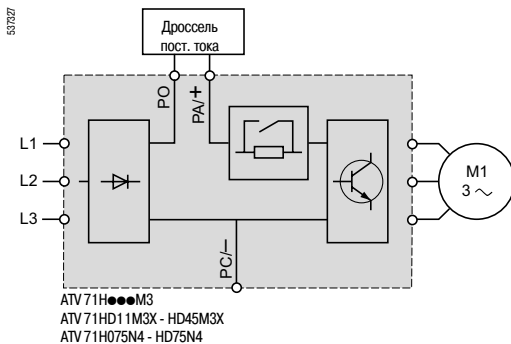 537327
Дроссель
пост. тока
PO
PA/+
L1
L2
L3
M1
3 ~
PC/–
ATV 71H●●●M3
ATV 71HD11M3X - HD45M3X
ATV 71H075N4 - HD75N4